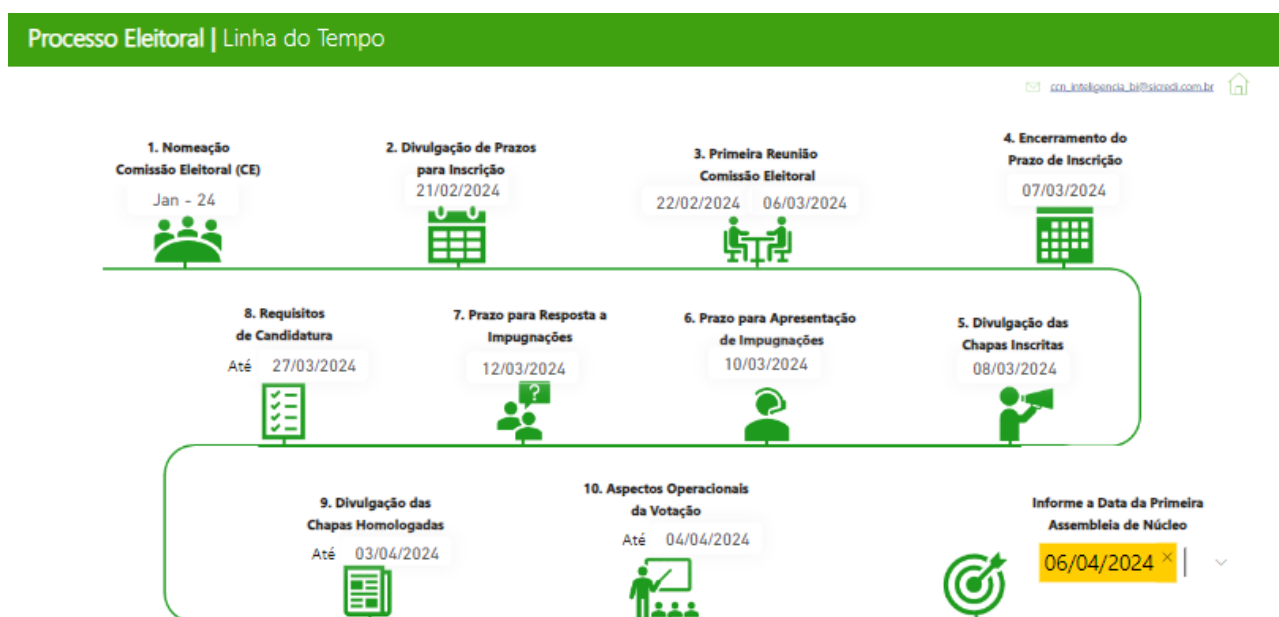 Processo Eleitoral | Linha do Tempo
ccn_inteligencia_bi@sicredi.com.br
1. Nomeação
Comissão Eleitoral (CE)
Jan - 24
2. Divulgação de Prazos
para Inscrição
21/02/2024
3. Primeira Reunião
Comissão Eleitoral
22/02/2024 06/03/2024
4. Encerramento do
Prazo de Inscrição
07/03/2024
8. Requisitos
de Candidatura
Até 27/03/2024
7. Prazo para Resposta a
Impugnações
12/03/2024
?
6. Prazo para Apresentação
de Impugnações
10/03/2024
5. Divulgação das
Chapas Inscritas
08/03/2024
9. Divulgação das
Chapas Homologadas
Até 03/04/2024
10. Aspectos Operacionais
da Votação
Até 04/04/2024
Informe a Data da Primeira
Assembleia de Núcleo
06/04/2024 ×